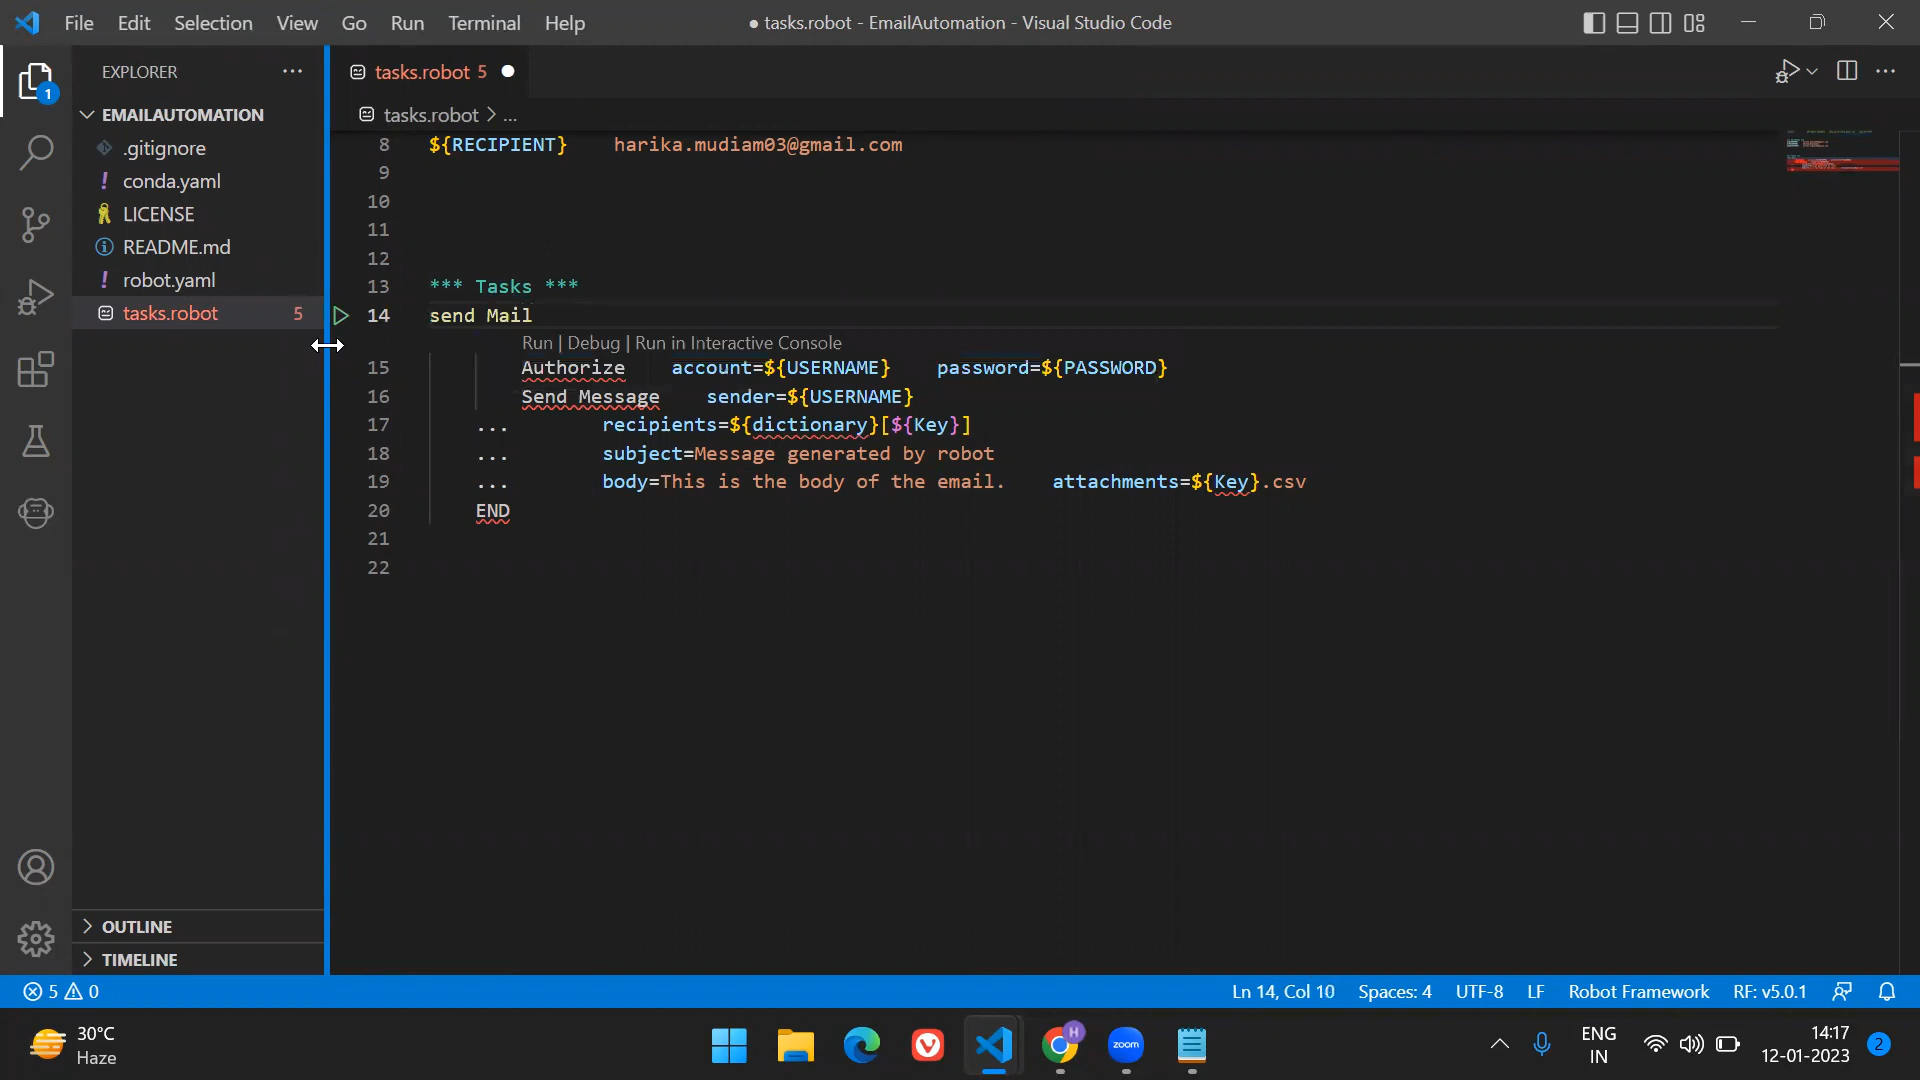 File Edit Selection View Go Run Terminal Help
● tasks.robot - EmailAutomation - Visual Studio Code
EXPLORER
tasks.robot 5
1
EMAILAUTOMATION
tasks.robot > ...
.gitignore
conda.yaml
LICENSE
README.md
robot.yaml
tasks.robot 5
8 ${RECIPIENT} harika.mudiam03@gmail.com
9
10
11
12
13 *** Tasks ***
14 send Mail
Run | Debug | Run in Interactive Console
15 Authorize account=${USERNAME} password=${PASSWORD}
16 Send Message sender=${USERNAME}
17 ... recipients=${dictionary}[${Key}]
18 ... subject=Message generated by robot
19 ... body=This is the body of the email. attachments=${Key}.csv
20 END
21
22
OUTLINE
TIMELINE
5 0
Ln 14, Col 10 Spaces: 4 UTF-8 LF Robot Framework RF: v5.0.1
30°C
Haze
H
zoom
ENG
IN
14:17
12-01-2023
2